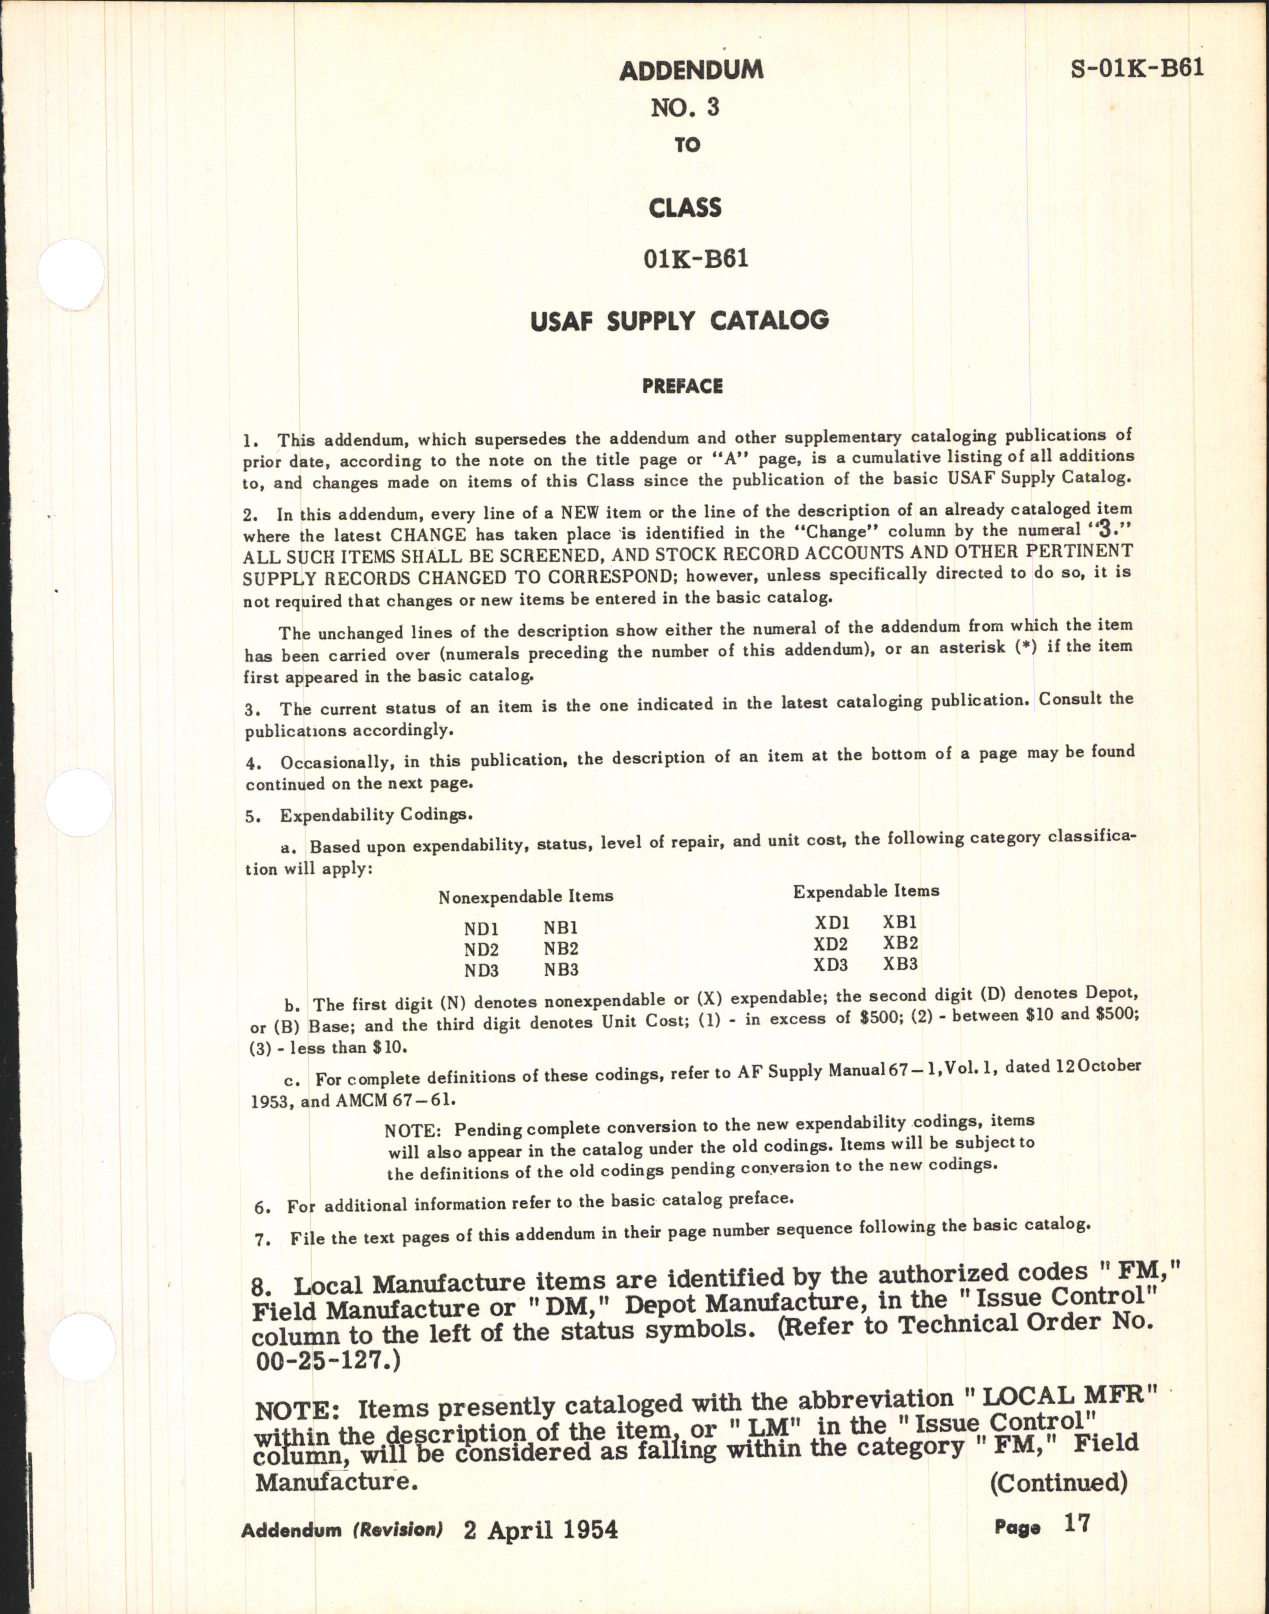 ADDENDUM
S-01K-B61
NO. 3
TO
CLASS
01K-B61
USAF SUPPLY CATALOG
PREFACE
1. This addendum, which supersedes the addendum and other supplementary cataloging publications of
prior date, according to the note on the title page or "A" page, is a cumulative listing of all additions
to, and changes made on items of this Class since the publication of the basic USAF Supply Catalog.
2. In this addendum, every line of a NEW item or the line of the description of an already cataloged item
where the latest CHANGE has taken place is identified in the "Change" column by the numeral "3."
ALL SUCH ITEMS SHALL BE SCREENED, AND STOCK RECORD ACCOUNTS AND OTHER PERTINENT
SUPPLY RECORDS CHANGED TO CORRESPOND; however, unless specifically directed to do so, it is
not required that changes or new items be entered in the basic catalog.
The unchanged lines of the description show either the numeral of the addendum from which the item
has been carried over (numerals preceding the number of this addendum), or an asterisk (*) if the item
first appeared in the basic catalog.
3. The current status of an item is the one indicated in the latest cataloging publication. Consult the
publications accordingly.
4. Occasionally, in this publication, the description of an item at the bottom of a page may be found
continued on the next page.
5. Expendability Codings.
a. Based upon expendability, status, level of repair, and unit cost, the following category classifica-
tion will apply:
Nonexpendable Items Expendable Items
ND1 NB1 XD1 XB1
ND2 NB2 XD2 XB2
ND3 NB3 XD3 XB3
b. The first digit (N) denotes nonexpendable or (X) expendable; the second digit (D) denotes Depot,
or (B) Base; and the third digit denotes Unit Cost; (1) - in excess of $500; (2) - between $10 and $500;
(3) - less than $10.
c. For complete definitions of these codings, refer to AF Supply Manual 67-1, Vol. 1, dated 12 October
1953, and AMCM 67-61.
NOTE: Pending complete conversion to the new expendability codings, items
will also appear in the catalog under the old codings. Items will be subject to
the definitions of the old codings pending conversion to the new codings.
6. For additional information refer to the basic catalog preface.
7. File the text pages of this addendum in their page number sequence following the basic catalog.
8. Local Manufacture items are identified by the authorized codes "FM,"
Field Manufacture or "DM," Depot Manufacture, in the "Issue Control"
column to the left of the status symbols. (Refer to Technical Order No.
00-25-127.)
NOTE: Items presently cataloged with the abbreviation "LOCAL MFR"
within the description of the item, or "LM" in the "Issue Control"
column, will be considered as falling within the category "FM," Field
Manufacture.
(Continued)
Addendum (Revision) 2 April 1954
Page 17